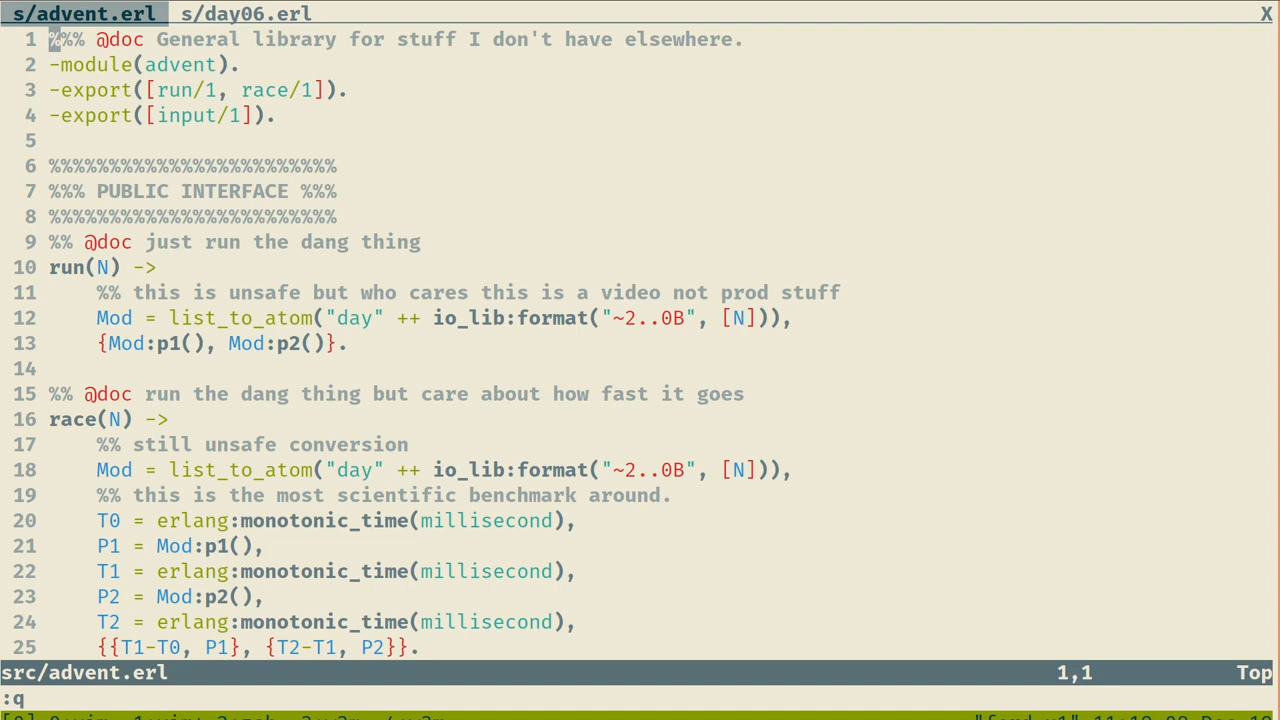 s/advent.erl s/day06.erl X
1 %%% @doc General library for stuff I don't have elsewhere.
2 -module(advent).
3 -export([run/1, race/1]).
4 -export([input/1]).
5
6 %%%%%%%%%%%%%%%%%%%%%%%%
7 %%% PUBLIC INTERFACE %%%
8 %%%%%%%%%%%%%%%%%%%%%%%%
9 %% @doc just run the dang thing
10 run(N) ->
11     %% this is unsafe but who cares this is a video not prod stuff
12     Mod = list_to_atom("day" ++ io_lib:format("~2..0B", [N])),
13     {Mod:p1(), Mod:p2()}.
14
15 %% @doc run the dang thing but care about how fast it goes
16 race(N) ->
17     %% still unsafe conversion
18     Mod = list_to_atom("day" ++ io_lib:format("~2..0B", [N])),
19     %% this is the most scientific benchmark around.
20     T0 = erlang:monotonic_time(millisecond),
21     P1 = Mod:p1(),
22     T1 = erlang:monotonic_time(millisecond),
23     P2 = Mod:p2(),
24     T2 = erlang:monotonic_time(millisecond),
25     {{T1-T0, P1}, {T2-T1, P2}}.
src/advent.erl 1,1 Top
:q